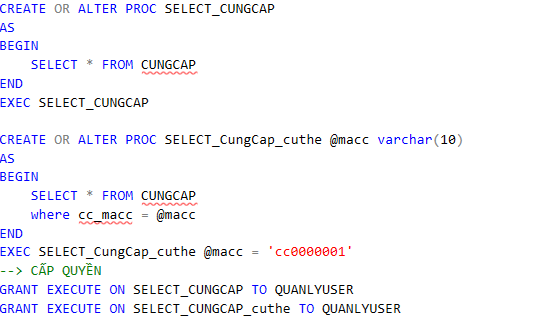 CREATE OR ALTER PROC SELECT_CUNGCAP
AS
BEGIN
    SELECT * FROM CUNGCAP
END
EXEC SELECT_CUNGCAP

CREATE OR ALTER PROC SELECT_CungCap_cuthe @macc varchar(10)
AS
BEGIN
    SELECT * FROM CUNGCAP
    where cc_macc = @macc
END
EXEC SELECT_CungCap_cuthe @macc = 'cc0000001'
--> CẤP QUYỀN
GRANT EXECUTE ON SELECT_CUNGCAP TO QUANLYUSER
GRANT EXECUTE ON SELECT_CUNGCAP_cuthe TO QUANLYUSER